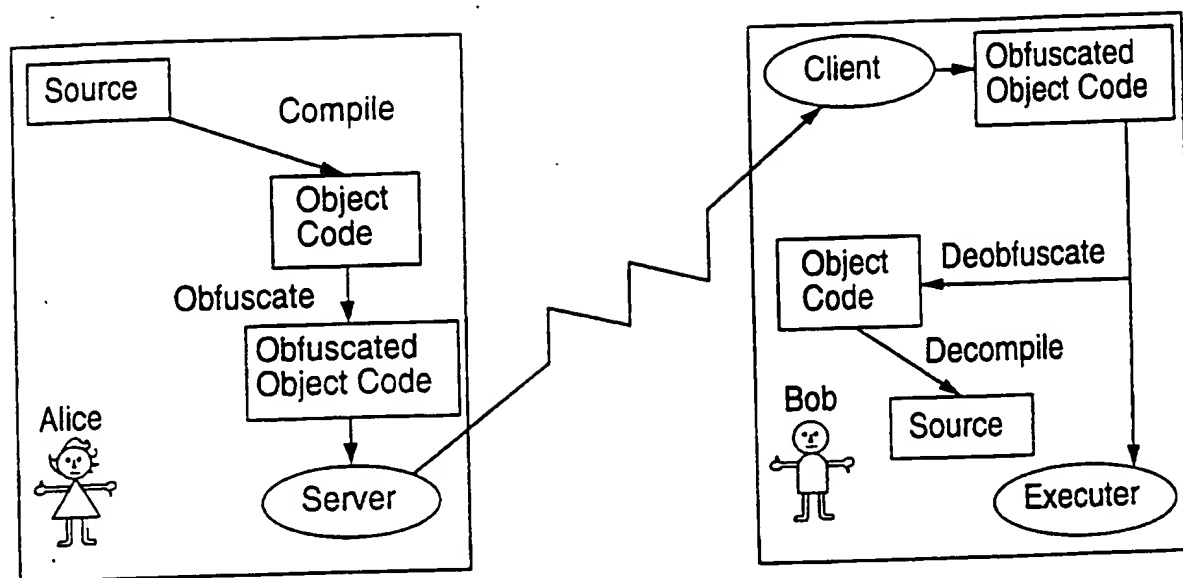 Source
Compile
Object
Code
Obfuscate
Obfuscated
Object Code
Alice
Server
Client
Obfuscated
Object Code
Object
Code
Deobfuscate
Decompile
Bob
Source
Executer